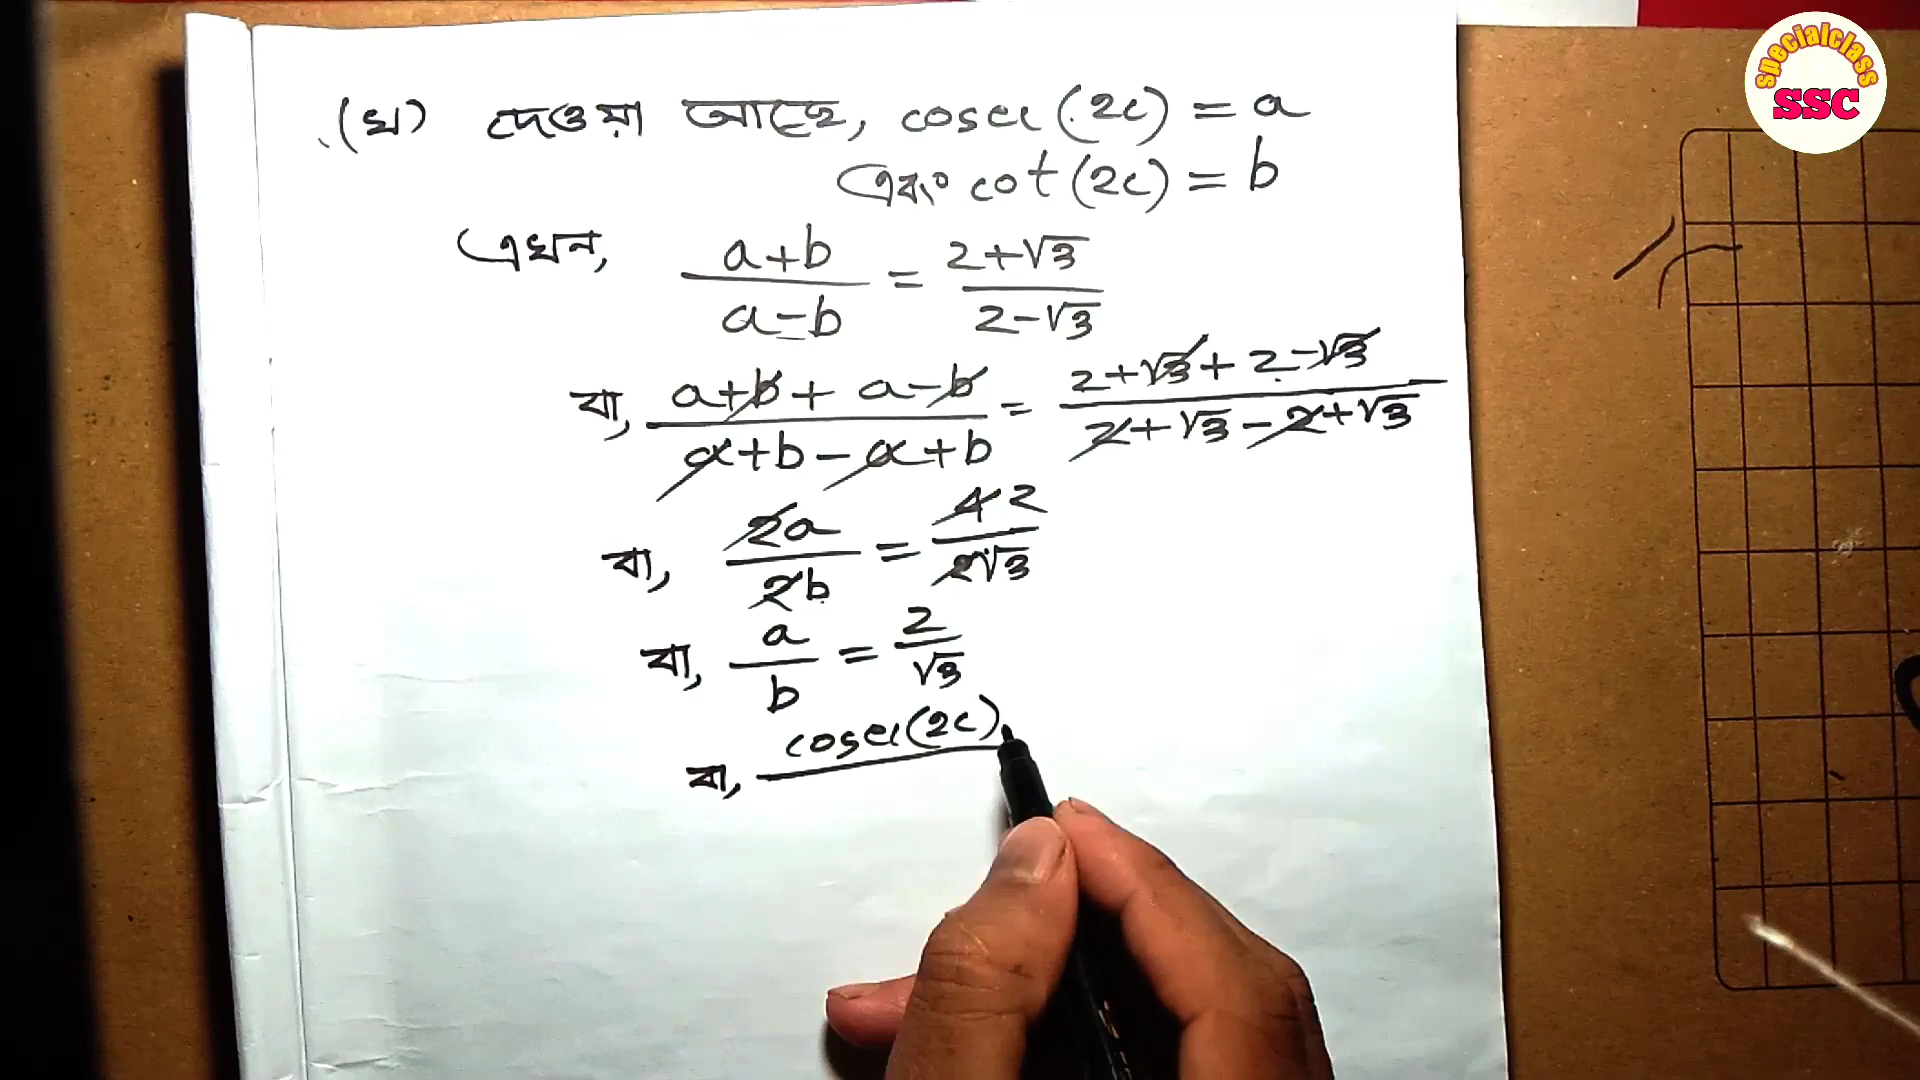 (খ) দেওয়া আছে, cosec (2c) = a
এবং cot (2c) = b
এখন, a+b / a-b = 2+√3 / 2-√3
বা, a+b+ a-b / a+b-a+b = 2+√3+2-√3 / 2+√3-2+√3
বা, 2a / 2b = 4 2 / 2√3
বা, a / b = 2 / √3
বা, cosec(2c)
specialclass
SSC